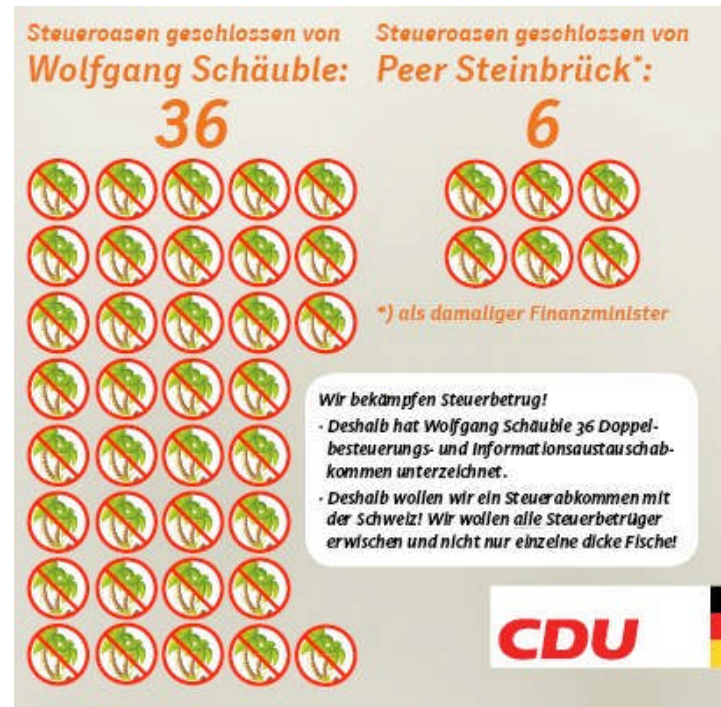 Steueroasen geschlossen von
Wolfgang Schäuble:
36
Steueroasen geschlossen von
Peer Steinbrück*:
6
*) als damaliger Finanzminister
Wir bekämpfen Steuerbetrug!
· Deshalb hat Wolfgang Schäuble 36 Doppel-
besteuerungs- und Informationsaustauschab-
kommen unterzeichnet.
· Deshalb wollen wir ein Steuerabkommen mit
der Schweiz! Wir wollen alle Steuerbetrüger
erwischen und nicht nur einzelne dicke Fische!
CDU